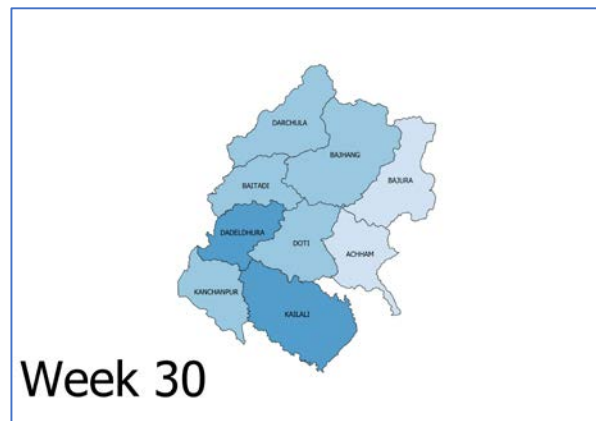 DARCHULA
BAJHANG
BAJURA
BAITADI
DADELDHURA
DOTI
ACHHAM
KANCHANPUR
KAILALI
Week 30